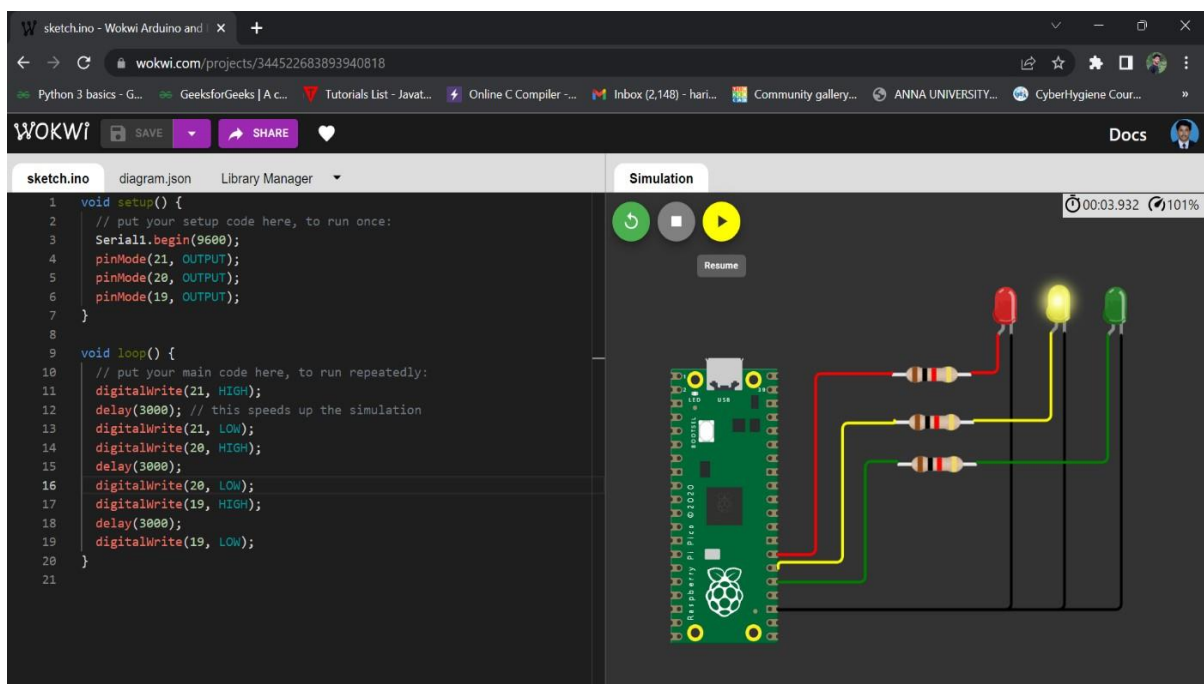 sketch.ino - Wokwi Arduino and
wokwi.com/projects/344522683893940818
Python 3 basics - G...
GeeksforGeeks | A c...
Tutorials List - Javat...
Online C Compiler -...
Inbox (2,148) - hari...
Community gallery...
ANNA UNIVERSITY...
CyberHygiene Cour...
»
WOKWi
SAVE
SHARE
Docs
sketch.ino
diagram.json
Library Manager
Simulation
1 void setup() {
2 // put your setup code here, to run once:
3 Serial1.begin(9600);
4 pinMode(21, OUTPUT);
5 pinMode(20, OUTPUT);
6 pinMode(19, OUTPUT);
7 }
8
9 void loop() {
10 // put your main code here, to run repeatedly:
11 digitalWrite(21, HIGH);
12 delay(3000); // this speeds up the simulation
13 digitalWrite(21, LOW);
14 digitalWrite(20, HIGH);
15 delay(3000);
16 digitalWrite(20, LOW);
17 digitalWrite(19, HIGH);
18 delay(3000);
19 digitalWrite(19, LOW);
20 }
21
00:03.932 101%
Resume
LED
USB
BOOTSEL
Raspberry Pi Pico ©2020
1
2
39